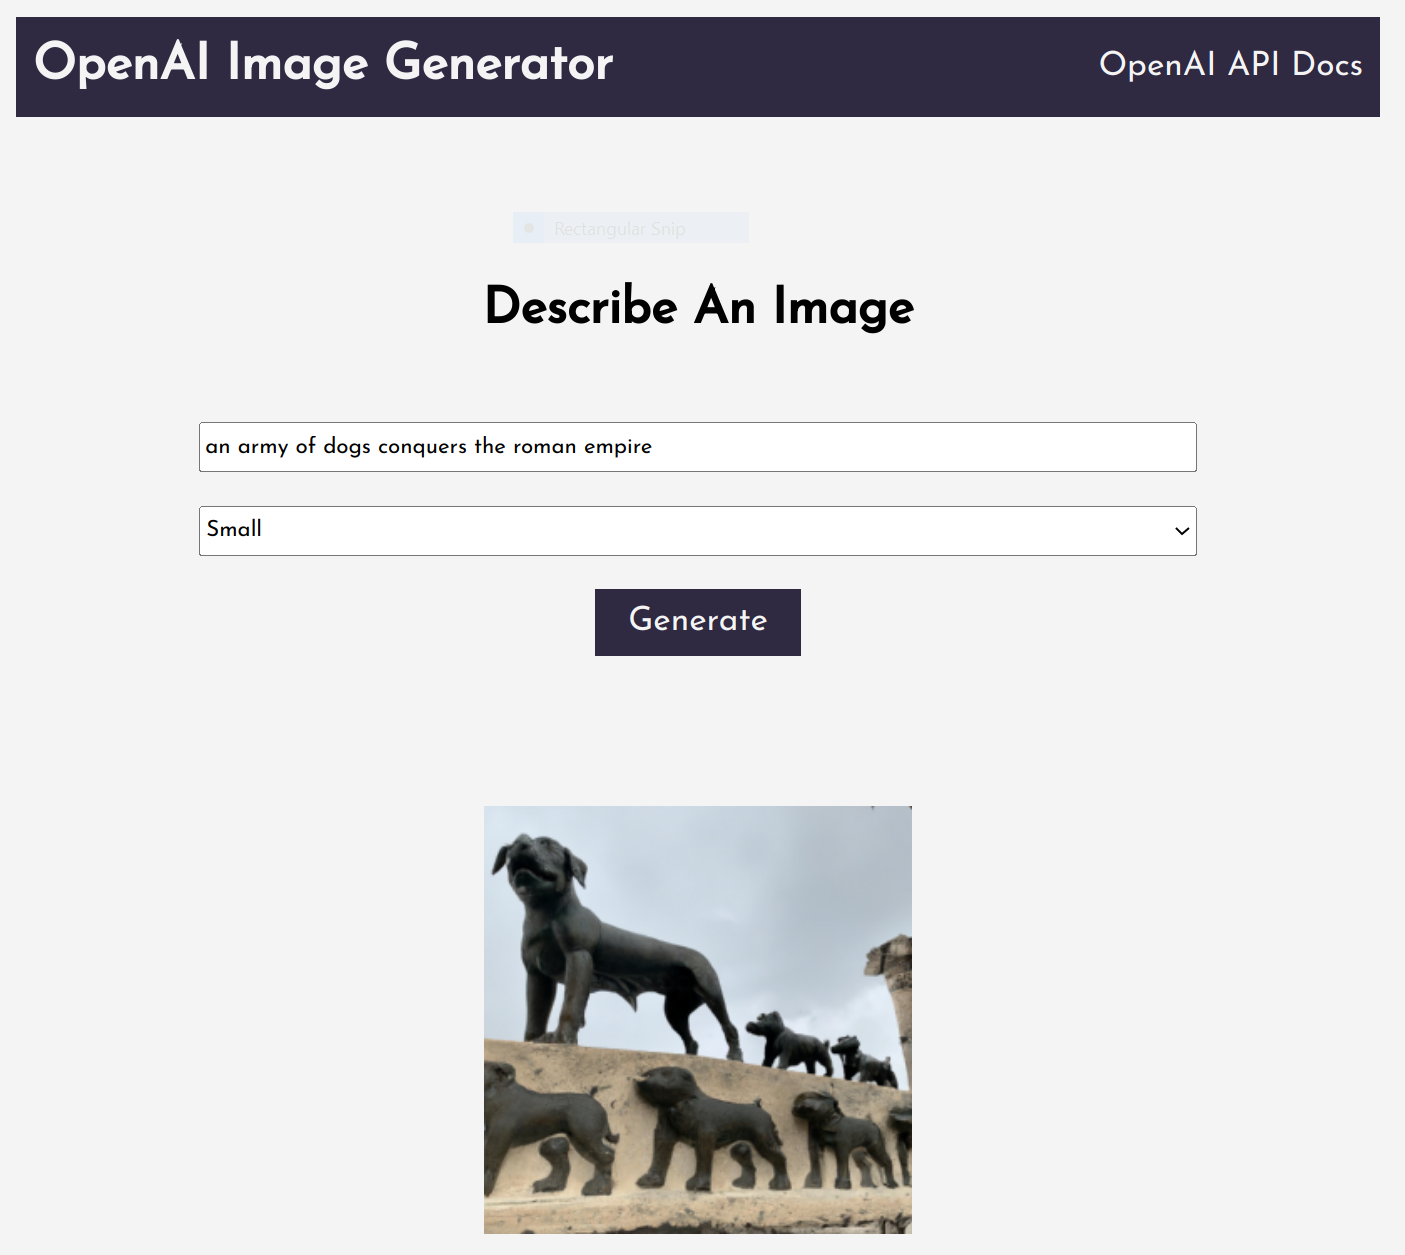 OpenAI Image Generator
OpenAI API Docs
Rectangular Snip
Describe An Image
an army of dogs conquers the roman empire
Small
Generate